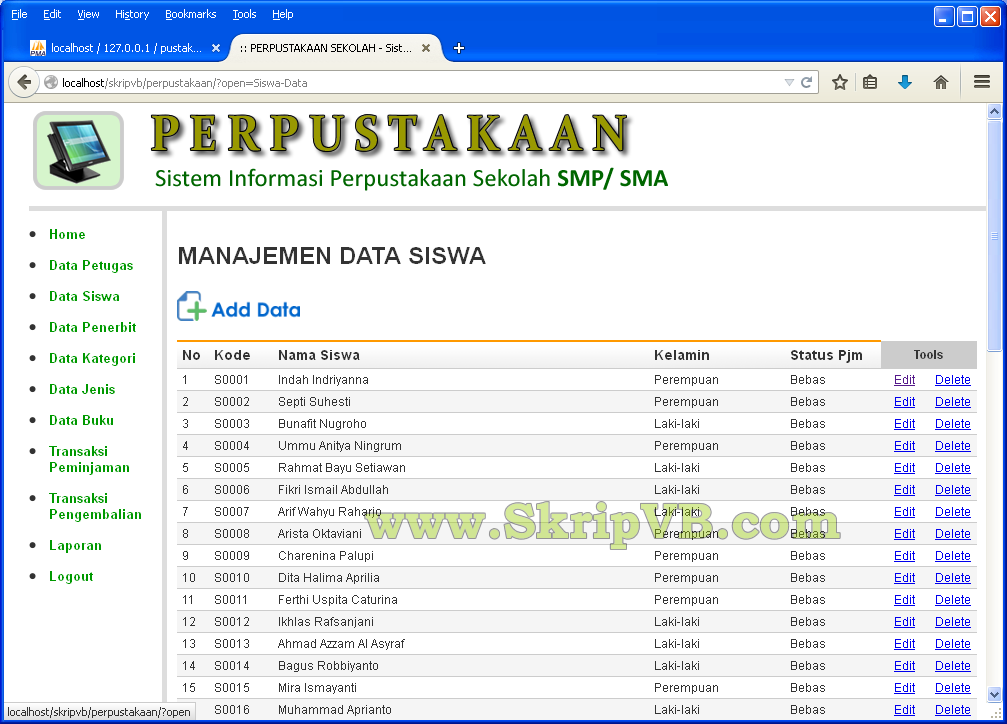 File Edit View History Bookmarks Tools Help
PMA localhost / 127.0.0.1 / pustak... :: PERPUSTAKAAN SEKOLAH - Sist...
localhost/skripvb/perpustakaan/?open=Siswa-Data
PERPUSTAKAAN
Sistem Informasi Perpustakaan Sekolah SMP/ SMA
Home
Data Petugas
Data Siswa
Data Penerbit
Data Kategori
Data Jenis
Data Buku
Transaksi
Peminjaman
Transaksi
Pengembalian
Laporan
Logout
MANAJEMEN DATA SISWA
Add Data
No Kode Nama Siswa Kelamin Status Pjm Tools
1 S0001 Indah Indriyanna Perempuan Bebas Edit Delete
2 S0002 Septi Suhesti Perempuan Bebas Edit Delete
3 S0003 Bunafit Nugroho Laki-laki Bebas Edit Delete
4 S0004 Ummu Anitya Ningrum Perempuan Bebas Edit Delete
5 S0005 Rahmat Bayu Setiawan Laki-laki Bebas Edit Delete
6 S0006 Fikri Ismail Abdullah Laki-laki Bebas Edit Delete
7 S0007 Arif Wahyu Raharjo Laki-laki Bebas Edit Delete
www.SkripVB.com
8 S0008 Arista Oktaviani Perempuan Bebas Edit Delete
9 S0009 Charenina Palupi Perempuan Bebas Edit Delete
10 S0010 Dita Halima Aprilia Perempuan Bebas Edit Delete
11 S0011 Ferthi Uspita Caturina Perempuan Bebas Edit Delete
12 S0012 Ikhlas Rafsanjani Laki-laki Bebas Edit Delete
13 S0013 Ahmad Azzam Al Asyraf Laki-laki Bebas Edit Delete
14 S0014 Bagus Robbiyanto Laki-laki Bebas Edit Delete
15 S0015 Mira Ismayanti Perempuan Bebas Edit Delete
S0016 Muhammad Aprianto Laki-laki Bebas Edit Delete
localhost/skripvb/perpustakaan/?open